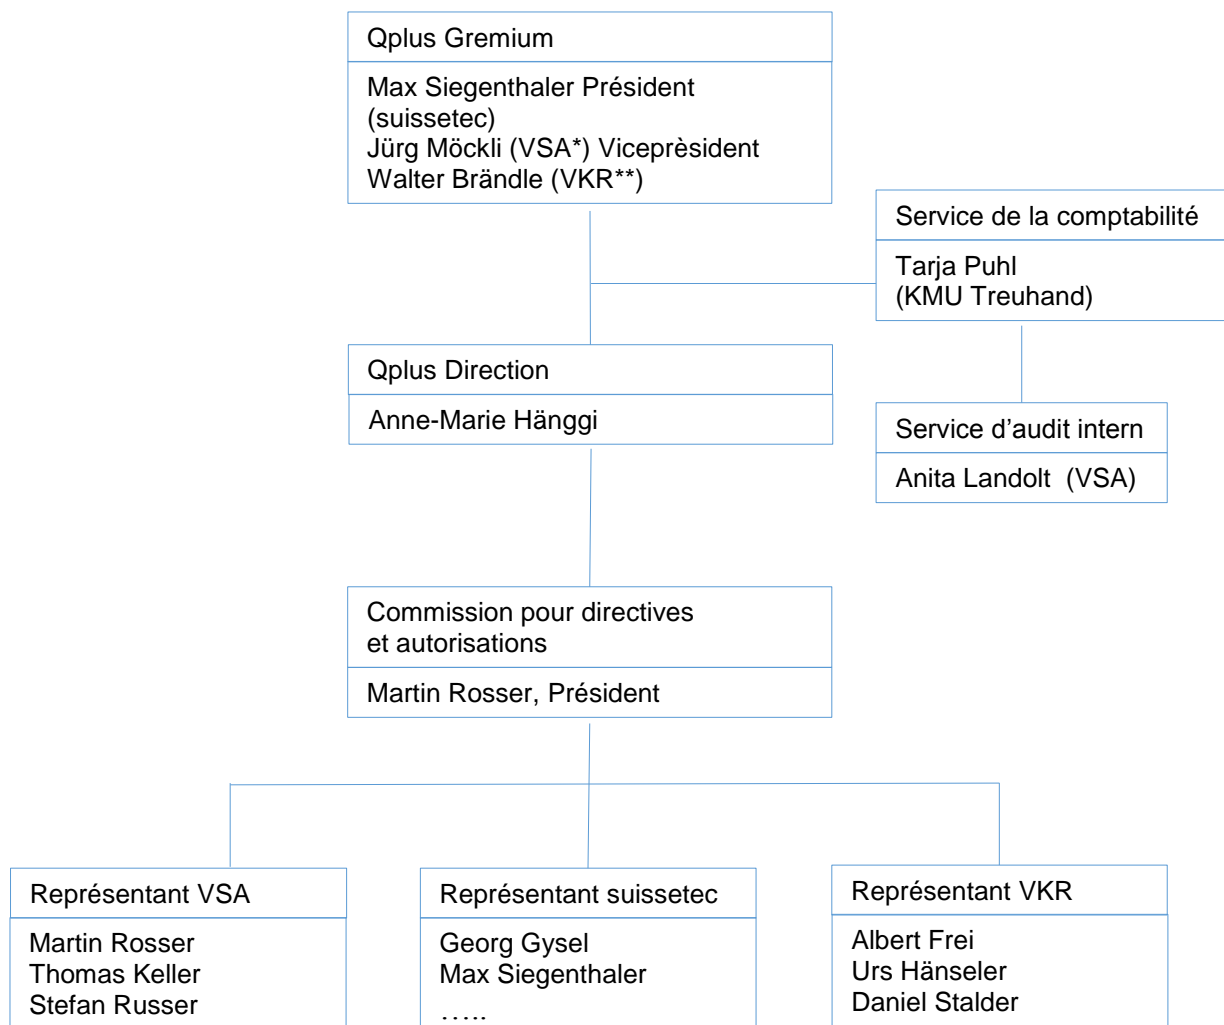 Qplus Gremium
Max Siegenthaler Président
(suissetec)
Jürg Möckli (VSA*) Viceprèsident
Walter Brändle (VKR**)
Service de la comptabilité
Tarja Puhl
(KMU Treuhand)
Qplus Direction
Anne-Marie Hänggi
Service d’audit intern
Anita Landolt  (VSA)
Commission pour directives
et autorisations
Martin Rosser, Président
Représentant VSA
Martin Rosser
Thomas Keller
Stefan Russer
Représentant suissetec
Georg Gysel
Max Siegenthaler
…..
Représentant VKR
Albert Frei
Urs Hänseler
Daniel Stalder